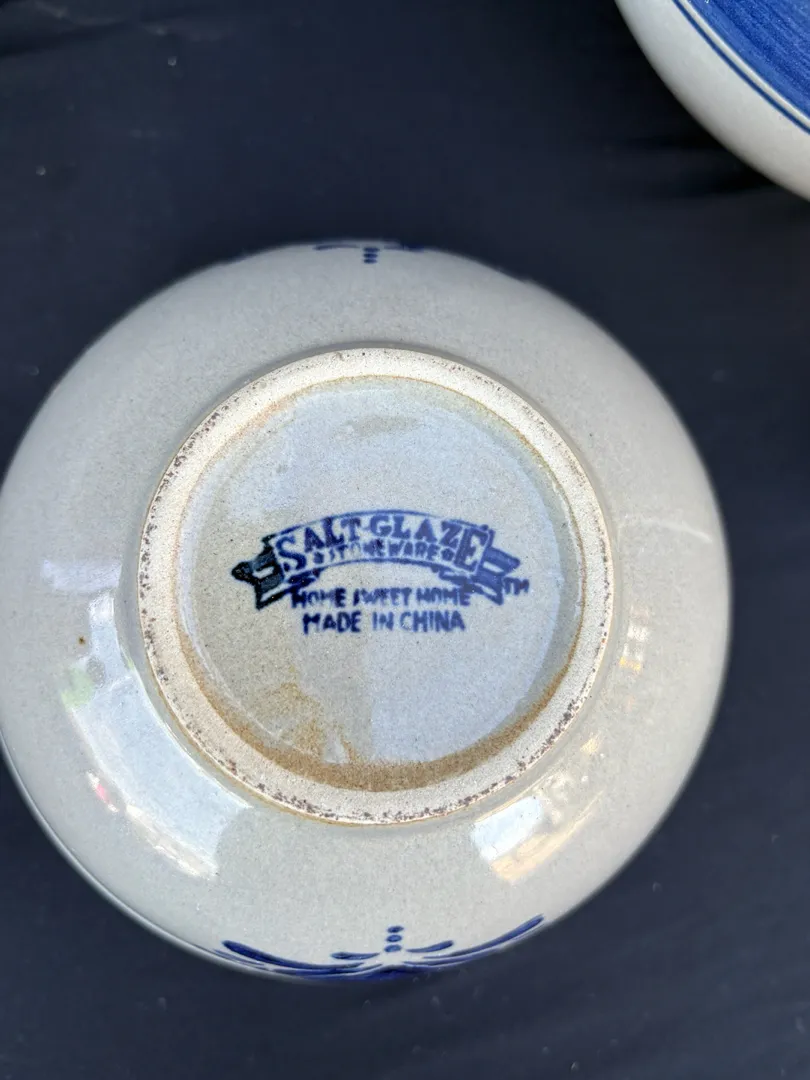 SALT GLAZE
STONEWARE
HOME SWEET HOME TM
MADE IN CHINA